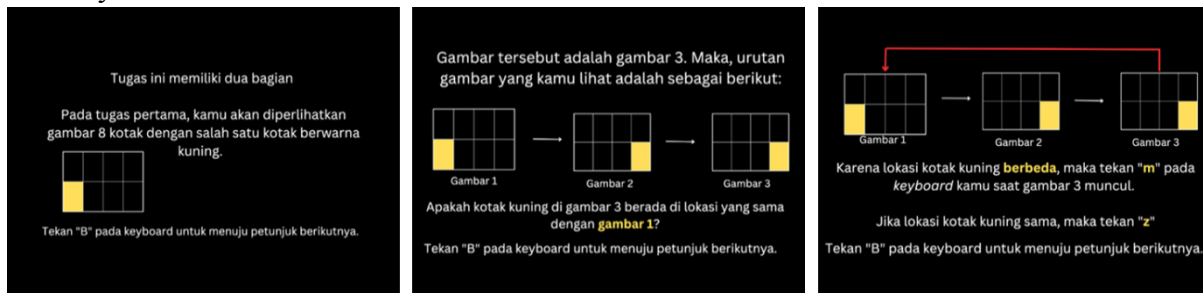 Tugas ini memiliki dua bagian
Pada tugas pertama, kamu akan diperlihatkan
gambar 8 kotak dengan salah satu kotak berwarna
kuning.
Tekan "B" pada keyboard untuk menuju petunjuk berikutnya.
Gambar tersebut adalah gambar 3. Maka, urutan
gambar yang kamu lihat adalah sebagai berikut:
Gambar 1
Gambar 2
Gambar 3
Apakah kotak kuning di gambar 3 berada di lokasi yang sama
dengan gambar 1?
Tekan "B" pada keyboard untuk menuju petunjuk berikutnya.
Gambar 1
Gambar 2
Gambar 3
Karena lokasi kotak kuning berbeda, maka tekan "m" pada
keyboard kamu saat gambar 3 muncul.
Jika lokasi kotak kuning sama, maka tekan "z"
Tekan "B" pada keyboard untuk menuju petunjuk berikutnya.